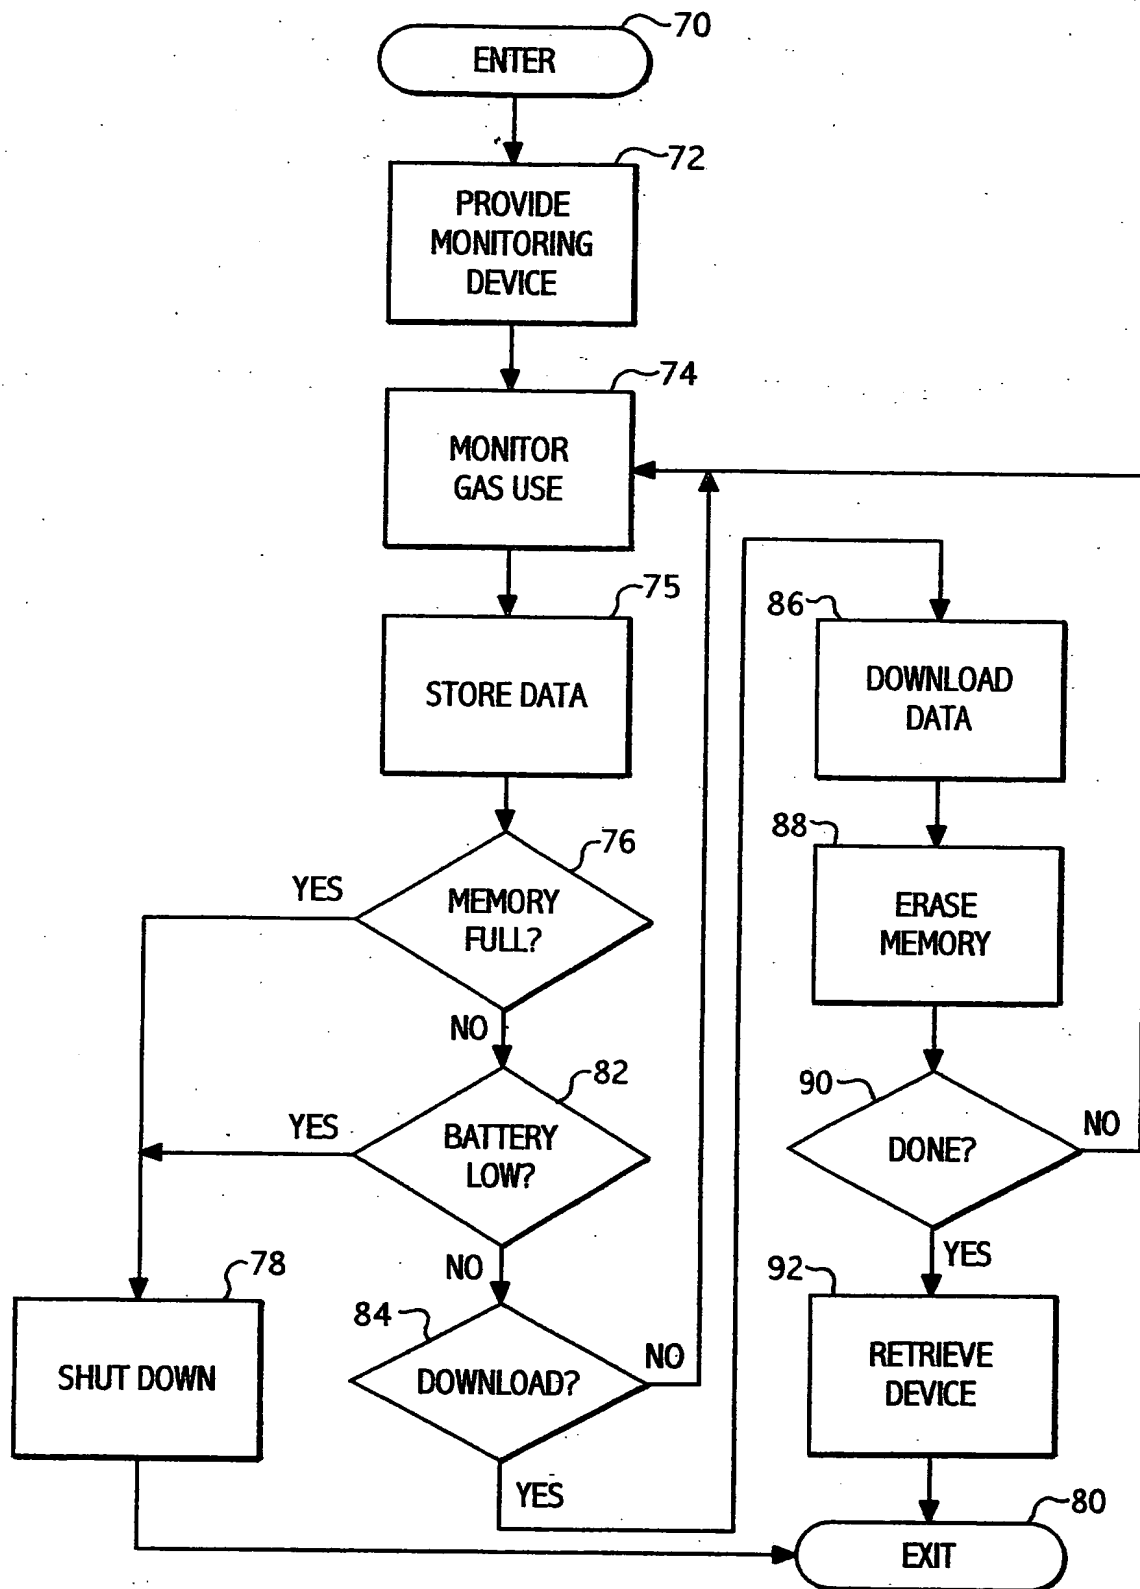 70
ENTER
72
PROVIDE
MONITORING
DEVICE
74
MONITOR
GAS USE
75
STORE DATA
76
MEMORY
FULL?
YES
NO
82
BATTERY
LOW?
YES
NO
78
SHUT DOWN
84
DOWNLOAD?
NO
YES
86
DOWNLOAD
DATA
88
ERASE
MEMORY
90
DONE?
NO
YES
92
RETRIEVE
DEVICE
80
EXIT